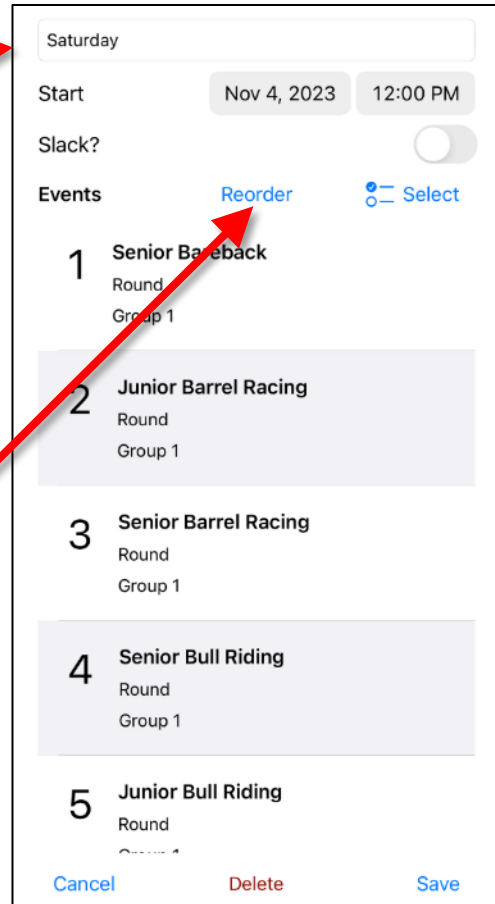 Saturday
Start Nov 4, 2023 12:00 PM
Slack?
Events Reorder Select
1 Senior Bareback
Round
Group 1
2 Junior Barrel Racing
Round
Group 1
3 Senior Barrel Racing
Round
Group 1
4 Senior Bull Riding
Round
Group 1
5 Junior Bull Riding
Round
Cancel Delete Save